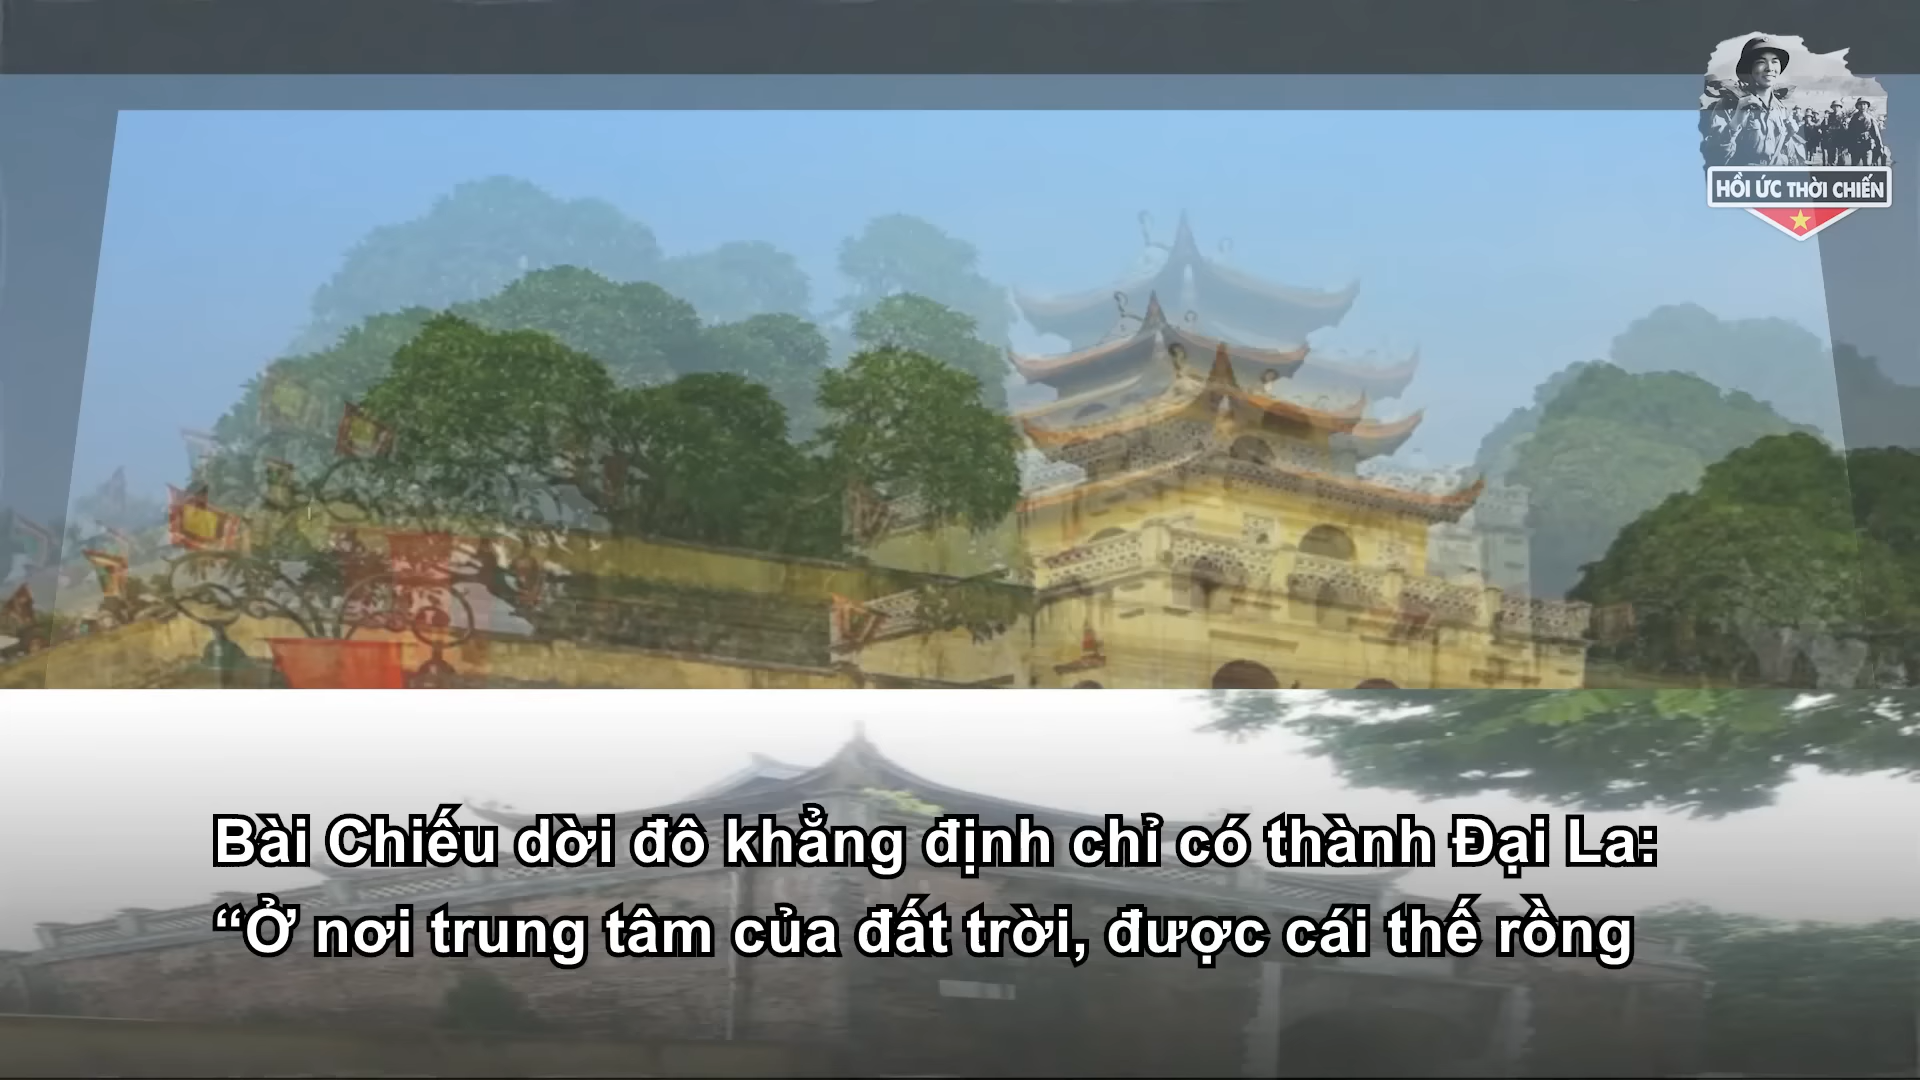 HỒI ỨC THỜI CHIẾN
Bài Chiếu dời đô khẳng định chỉ có thành Đại La:
“Ở nơi trung tâm của đất trời, được cái thế rồng